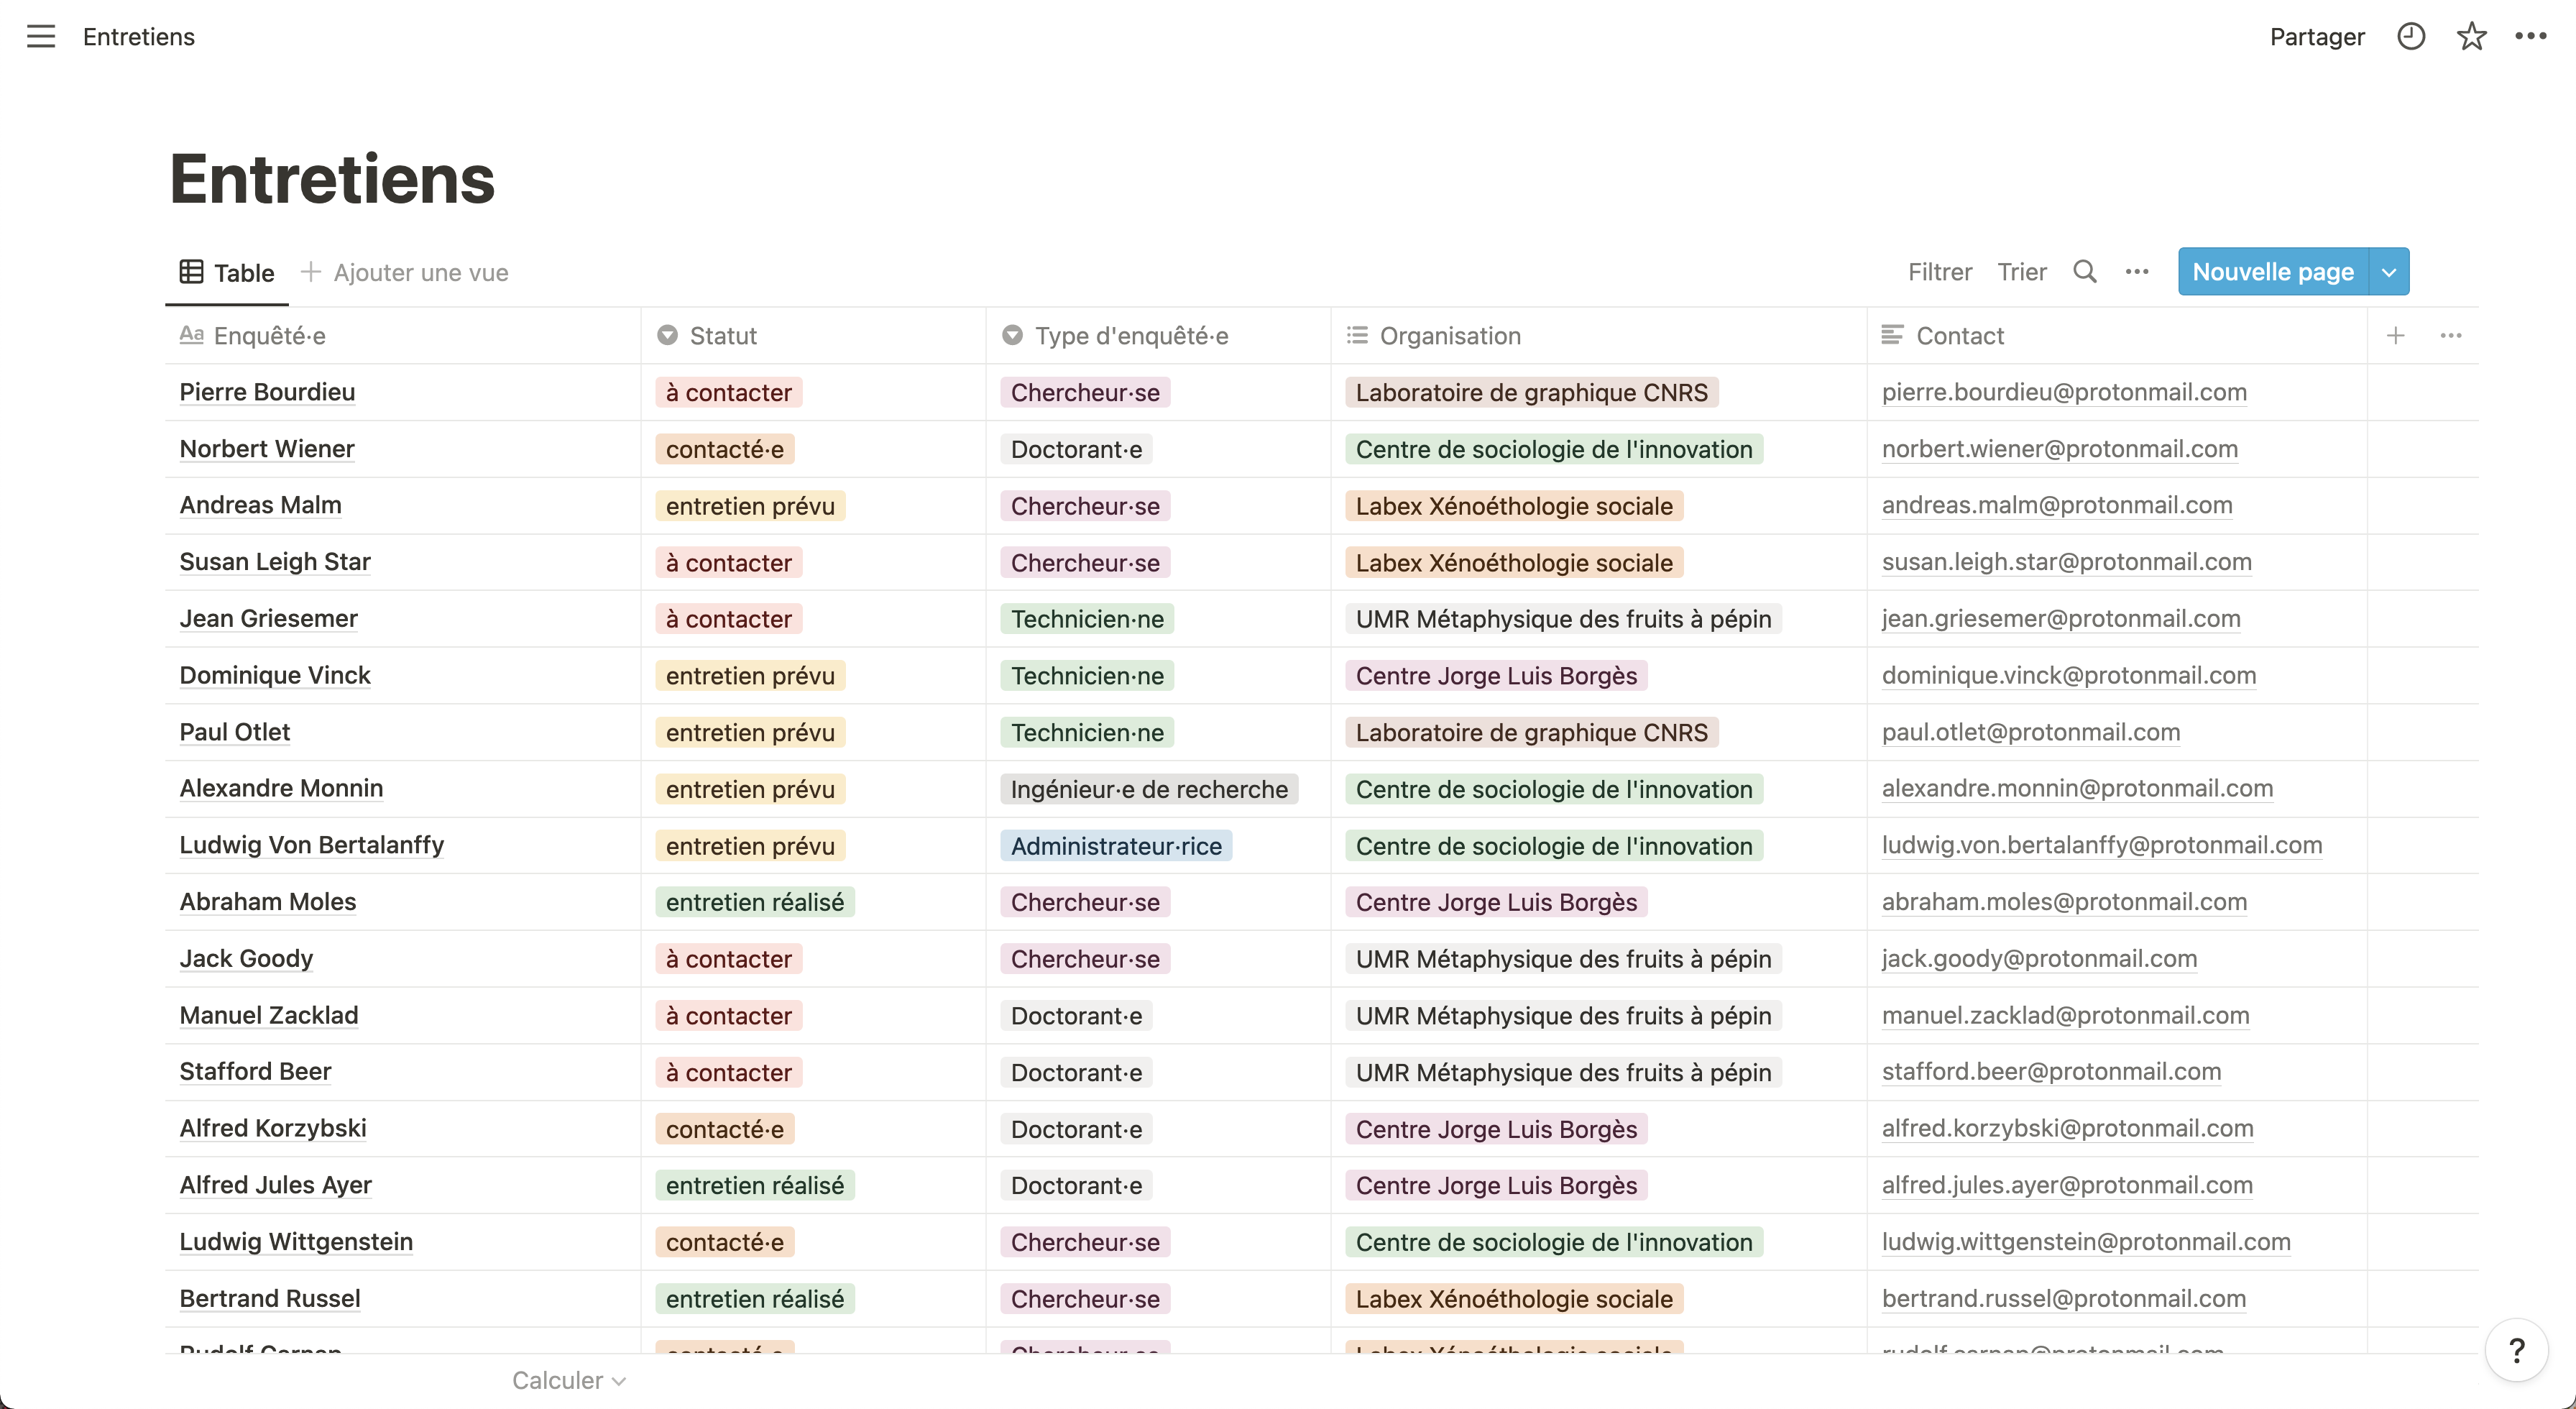 Entretiens
Partager
Entretiens
Table
Ajouter une vue
Filtrer
Trier
Nouvelle page
Aa Enquêté·e Statut Type d'enquêté·e Organisation Contact
Pierre Bourdieu à contacter Chercheur·se Laboratoire de graphique CNRS pierre.bourdieu@protonmail.com
Norbert Wiener contacté·e Doctorant·e Centre de sociologie de l'innovation norbert.wiener@protonmail.com
Andreas Malm entretien prévu Chercheur·se Labex Xénoéthologie sociale andreas.malm@protonmail.com
Susan Leigh Star à contacter Chercheur·se Labex Xénoéthologie sociale susan.leigh.star@protonmail.com
Jean Griesemer à contacter Technicien·ne UMR Métaphysique des fruits à pépin jean.griesemer@protonmail.com
Dominique Vinck entretien prévu Technicien·ne Centre Jorge Luis Borgès dominique.vinck@protonmail.com
Paul Otlet entretien prévu Technicien·ne Laboratoire de graphique CNRS paul.otlet@protonmail.com
Alexandre Monnin entretien prévu Ingénieur·e de recherche Centre de sociologie de l'innovation alexandre.monnin@protonmail.com
Ludwig Von Bertalanffy entretien prévu Administrateur·rice Centre de sociologie de l'innovation ludwig.von.bertalanffy@protonmail.com
Abraham Moles entretien réalisé Chercheur·se Centre Jorge Luis Borgès abraham.moles@protonmail.com
Jack Goody à contacter Chercheur·se UMR Métaphysique des fruits à pépin jack.goody@protonmail.com
Manuel Zacklad à contacter Doctorant·e UMR Métaphysique des fruits à pépin manuel.zacklad@protonmail.com
Stafford Beer à contacter Doctorant·e UMR Métaphysique des fruits à pépin stafford.beer@protonmail.com
Alfred Korzybski contacté·e Doctorant·e Centre Jorge Luis Borgès alfred.korzybski@protonmail.com
Alfred Jules Ayer entretien réalisé Doctorant·e Centre Jorge Luis Borgès alfred.jules.ayer@protonmail.com
Ludwig Wittgenstein contacté·e Chercheur·se Centre de sociologie de l'innovation ludwig.wittgenstein@protonmail.com
Bertrand Russel entretien réalisé Chercheur·se Labex Xénoéthologie sociale bertrand.russel@protonmail.com
Rudolf Carnap contacté·e Chercheur·se Labex Xénoéthologie sociale rudolf.carnap@protonmail.com
Calculer
?